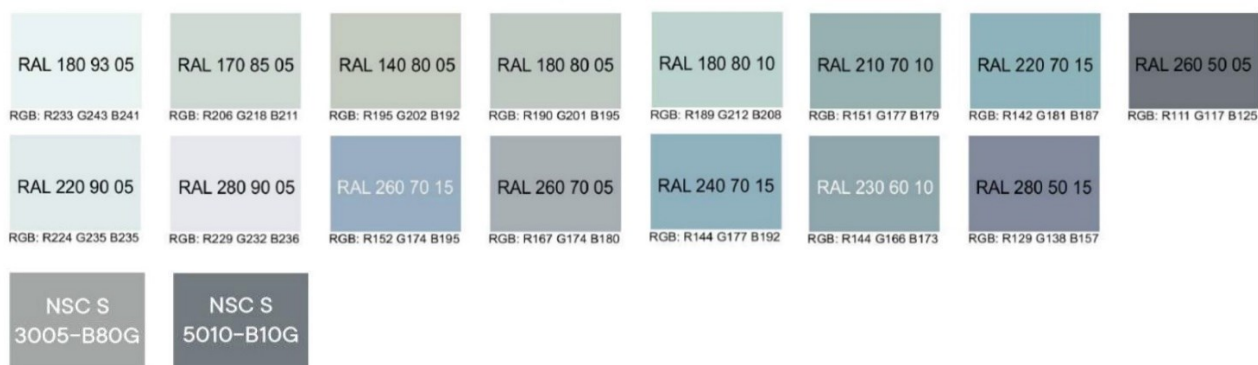 RAL 180 93 05
RAL 170 85 05
RAL 140 80 05
RAL 180 80 05
RAL 180 80 10
RAL 210 70 10
RAL 220 70 15
RAL 260 50 05
RGB: R233 G243 B241
RGB: R206 G218 B211
RGB: R195 G202 B192
RGB: R190 G201 B195
RGB: R189 G212 B208
RGB: R151 G177 B179
RGB: R142 G181 B187
RGB: R111 G117 B125
RAL 220 90 05
RAL 280 90 05
RAL 260 70 15
RAL 260 70 05
RAL 240 70 15
RAL 230 60 10
RAL 280 50 15
RGB: R224 G235 B235
RGB: R229 G232 B236
RGB: R152 G174 B195
RGB: R167 G174 B180
RGB: R144 G177 B192
RGB: R144 G166 B173
RGB: R129 G138 B157
NSC S
3005-B80G
NSC S
5010-B10G